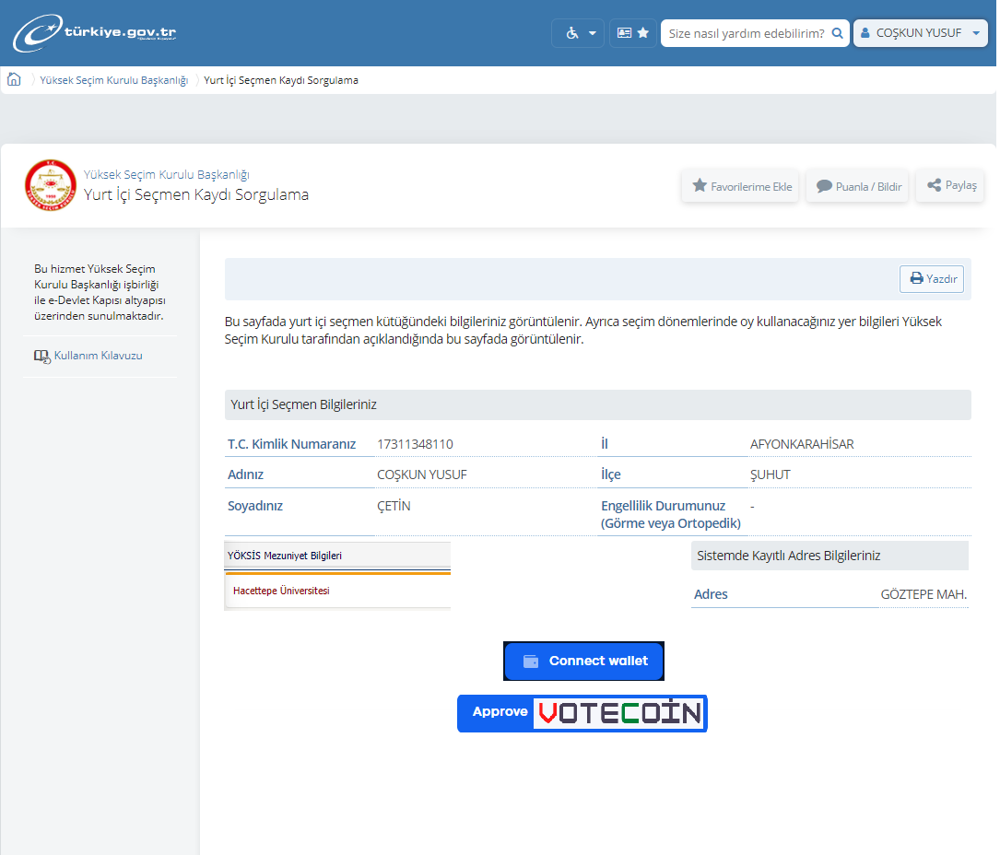 türkiye.gov.tr
Size nasıl yardım edebilirim?
COŞKUN YUSUF
Yüksek Seçim Kurulu Başkanlığı
Yurt İçi Seçmen Kaydı Sorgulama
Yüksek Seçim Kurulu Başkanlığı
Yurt İçi Seçmen Kaydı Sorgulama
Favorilerime Ekle
Puanla / Bildir
Paylaş
Bu hizmet Yüksek Seçim
Kurulu Başkanlığı işbirliği
ile e-Devlet Kapısı altyapısı
üzerinden sunulmaktadır.
Kullanım Kılavuzu
Yazdır
Bu sayfada yurt içi seçmen kütüğündeki bilgileriniz görüntülenir. Ayrıca seçim dönemlerinde oy kullanacağınız yer bilgileri Yüksek
Seçim Kurulu tarafından açıklandığında bu sayfada görüntülenir.
Yurt İçi Seçmen Bilgileriniz
T.C. Kimlik Numaranız 17311348110 İl AFYONKARAHİSAR
Adınız COŞKUN YUSUF İlçe ŞUHUT
Soyadınız ÇETİN Engellilik Durumunuz -
(Görme veya Ortopedik)
YÖKSİS Mezuniyet Bilgileri
Hacettepe Üniversitesi
Sistemde Kayıtlı Adres Bilgileriniz
Adres GÖZTEPE MAH.
Connect wallet
Approve VOTECOİN